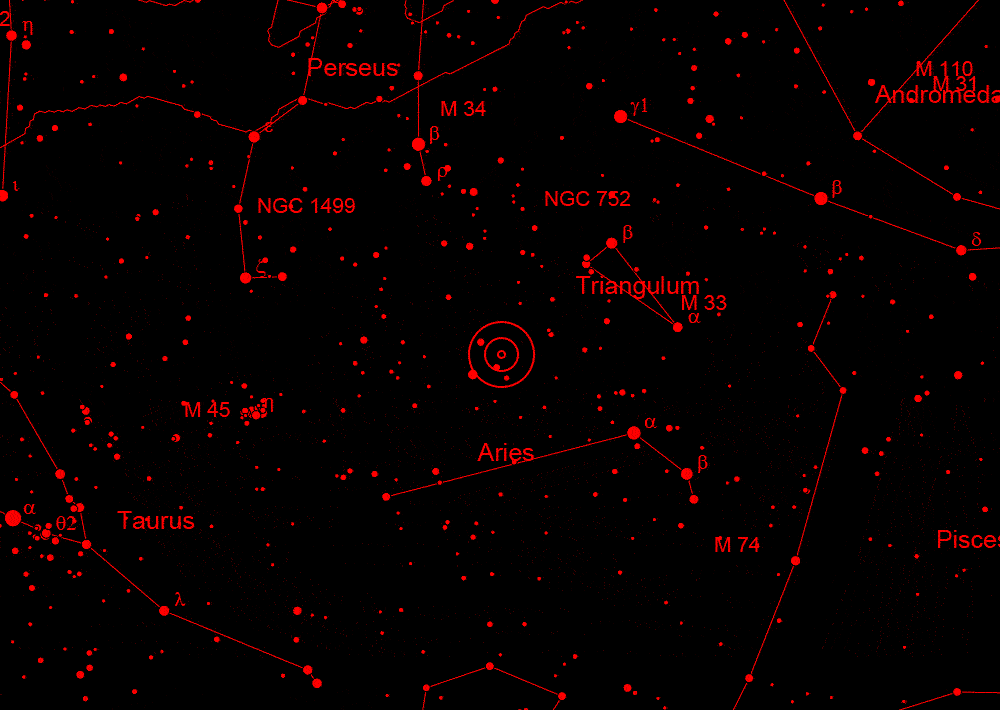 2
η
Perseus
M 110
M 31
Andromeda
γ1
M 34
ε
β
ρ
ι
β
NGC 1499
NGC 752
β
δ
ζ
Triangulum
M 33
α
M 45
η
α
Aries
β
α
θ2
Taurus
Pisces
M 74
λ